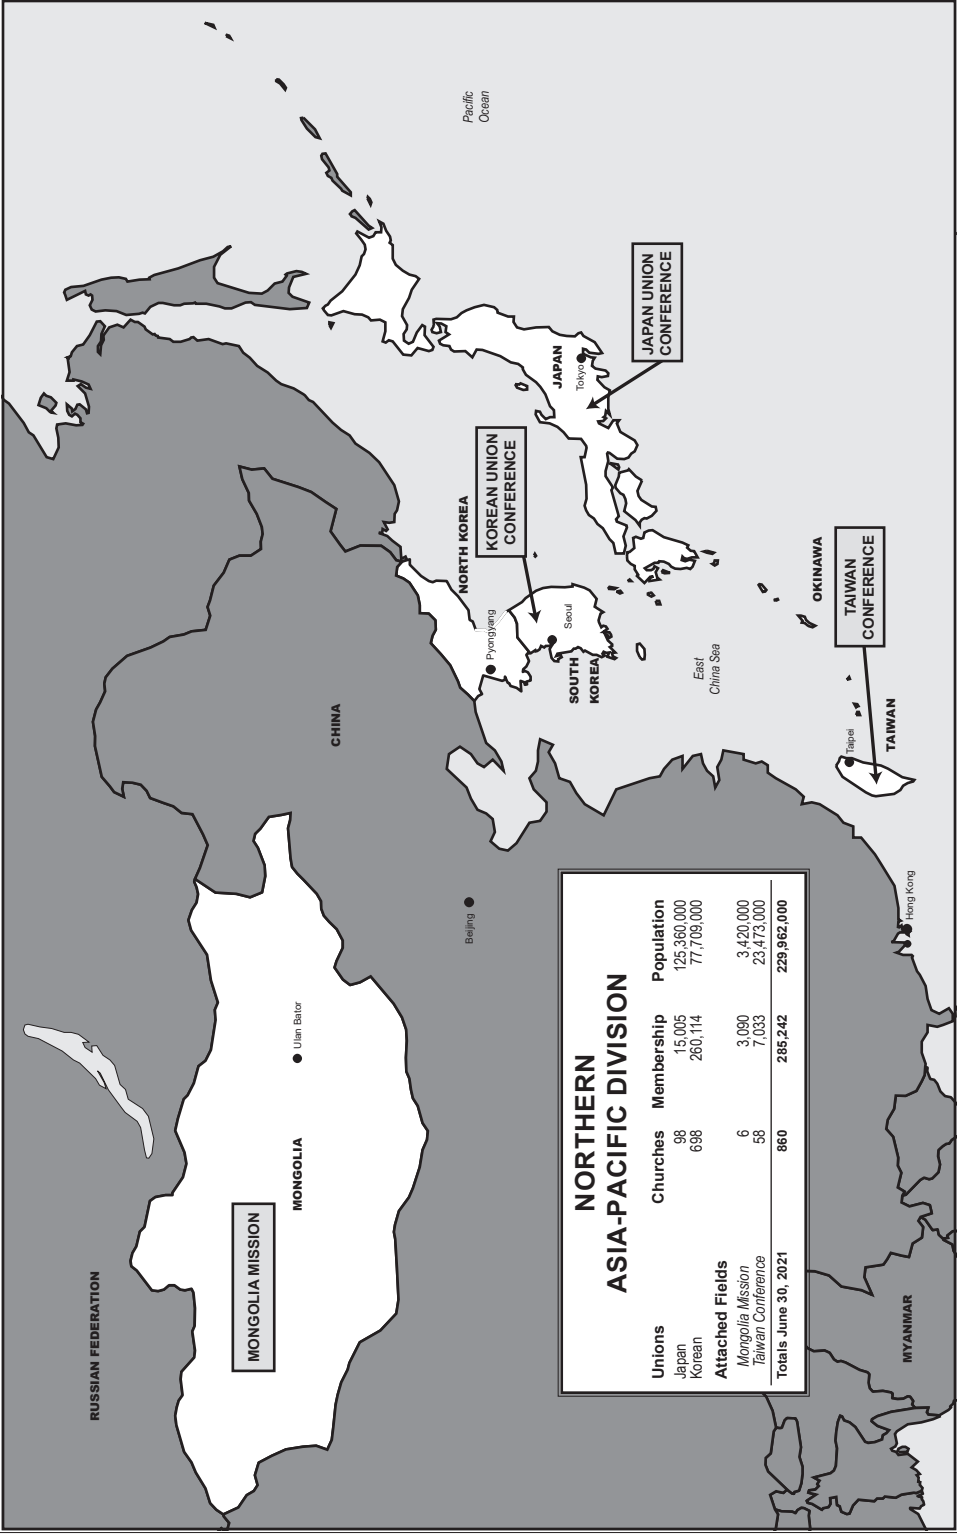 RUSSIAN FEDERATION
MONGOLIA MISSION
MONGOLIA
Ulan Bator
CHINA
Beijing
NORTH KOREA
Pyongyang
KOREAN UNION
CONFERENCE
Seoul
SOUTH
KOREA
JAPAN
Tokyo
JAPAN UNION
CONFERENCE
Pacific
Ocean
East
China Sea
OKINAWA
TAIWAN
CONFERENCE
Taipei
TAIWAN
Hong Kong
MYANMAR
NORTHERN
ASIA-PACIFIC DIVISION
Unions Churches Membership Population
Japan 98 15,005 125,360,000
Korean 698 260,114 77,709,000
Attached Fields
Mongolia Mission 6 3,090 3,420,000
Taiwan Conference 58 7,033 23,473,000
Totals June 30, 2021 860 285,242 229,962,000